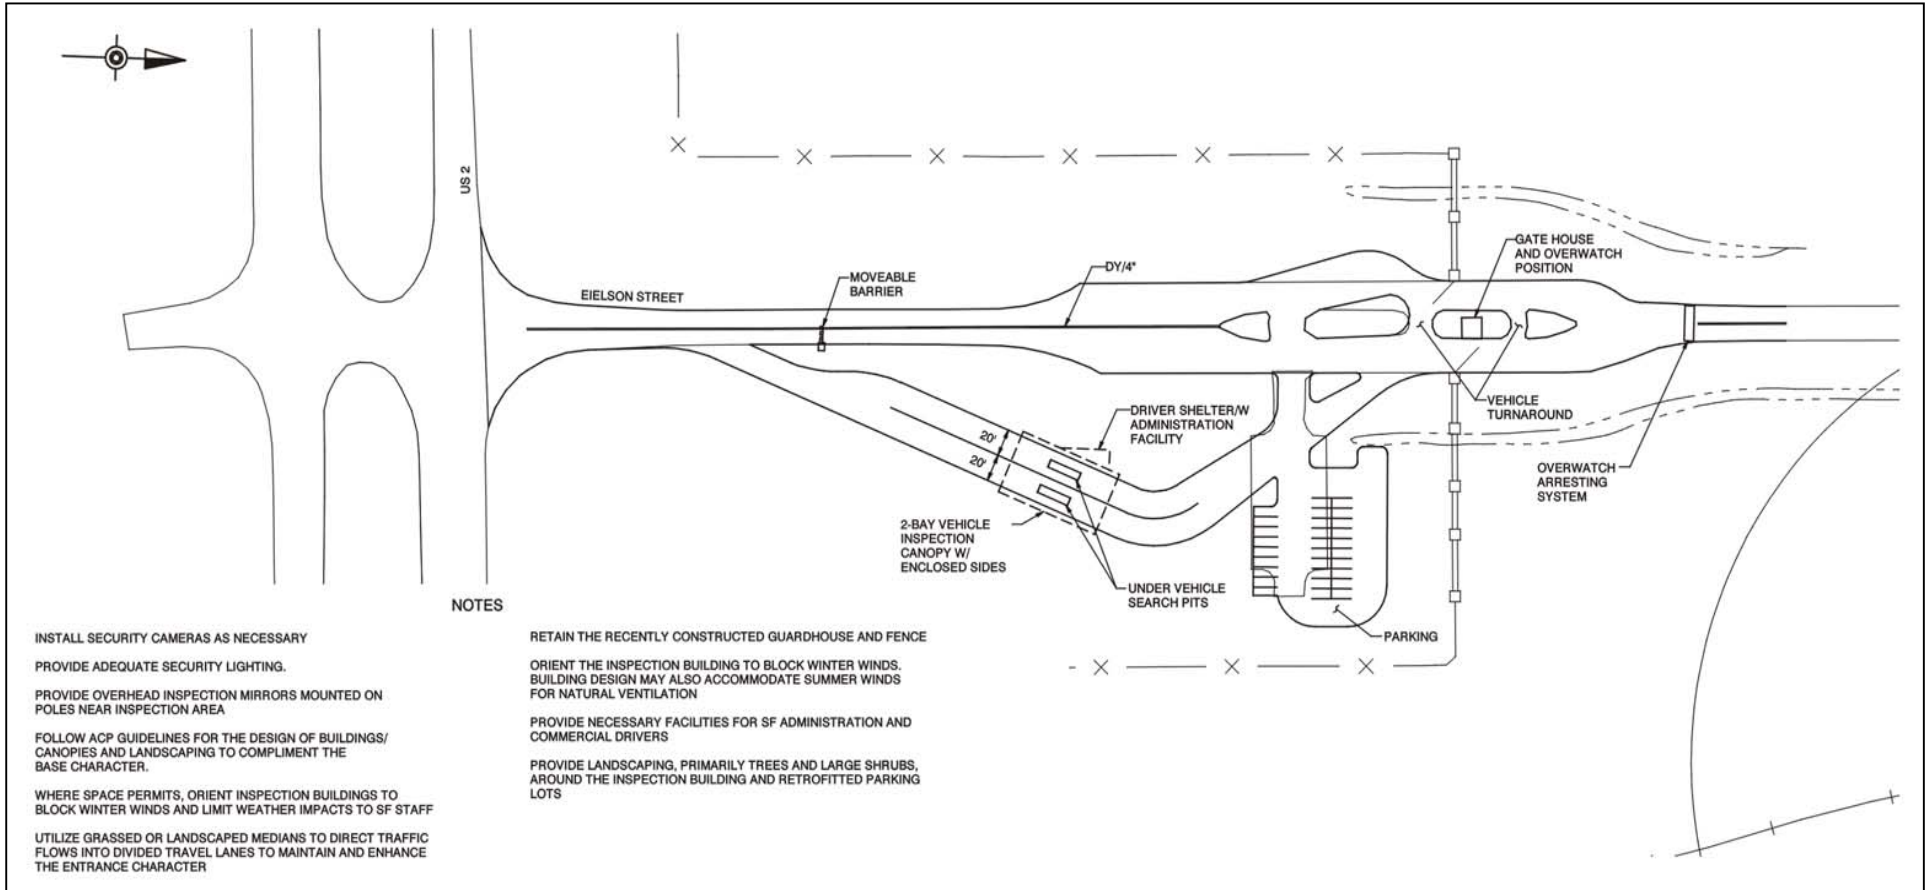 US 2
EIELSON STREET
MOVEABLE
BARRIER
DY/4"
GATE HOUSE
AND OVERWATCH
POSITION
VEHICLE
TURNAROUND
OVERWATCH
ARRESTING
SYSTEM
DRIVER SHELTER/W
ADMINISTRATION
FACILITY
20'
20'
2-BAY VEHICLE
INSPECTION
CANOPY W/
ENCLOSED SIDES
UNDER VEHICLE
SEARCH PITS
PARKING
NOTES
INSTALL SECURITY CAMERAS AS NECESSARY
PROVIDE ADEQUATE SECURITY LIGHTING.
PROVIDE OVERHEAD INSPECTION MIRRORS MOUNTED ON
POLES NEAR INSPECTION AREA
FOLLOW ACP GUIDELINES FOR THE DESIGN OF BUILDINGS/
CANOPIES AND LANDSCAPING TO COMPLIMENT THE
BASE CHARACTER.
WHERE SPACE PERMITS, ORIENT INSPECTION BUILDINGS TO
BLOCK WINTER WINDS AND LIMIT WEATHER IMPACTS TO SF STAFF
UTILIZE GRASSED OR LANDSCAPED MEDIANS TO DIRECT TRAFFIC
FLOWS INTO DIVIDED TRAVEL LANES TO MAINTAIN AND ENHANCE
THE ENTRANCE CHARACTER
RETAIN THE RECENTLY CONSTRUCTED GUARDHOUSE AND FENCE
ORIENT THE INSPECTION BUILDING TO BLOCK WINTER WINDS.
BUILDING DESIGN MAY ALSO ACCOMMODATE SUMMER WINDS
FOR NATURAL VENTILATION
PROVIDE NECESSARY FACILITIES FOR SF ADMINISTRATION AND
COMMERCIAL DRIVERS
PROVIDE LANDSCAPING, PRIMARILY TREES AND LARGE SHRUBS,
AROUND THE INSPECTION BUILDING AND RETROFITTED PARKING
LOTS